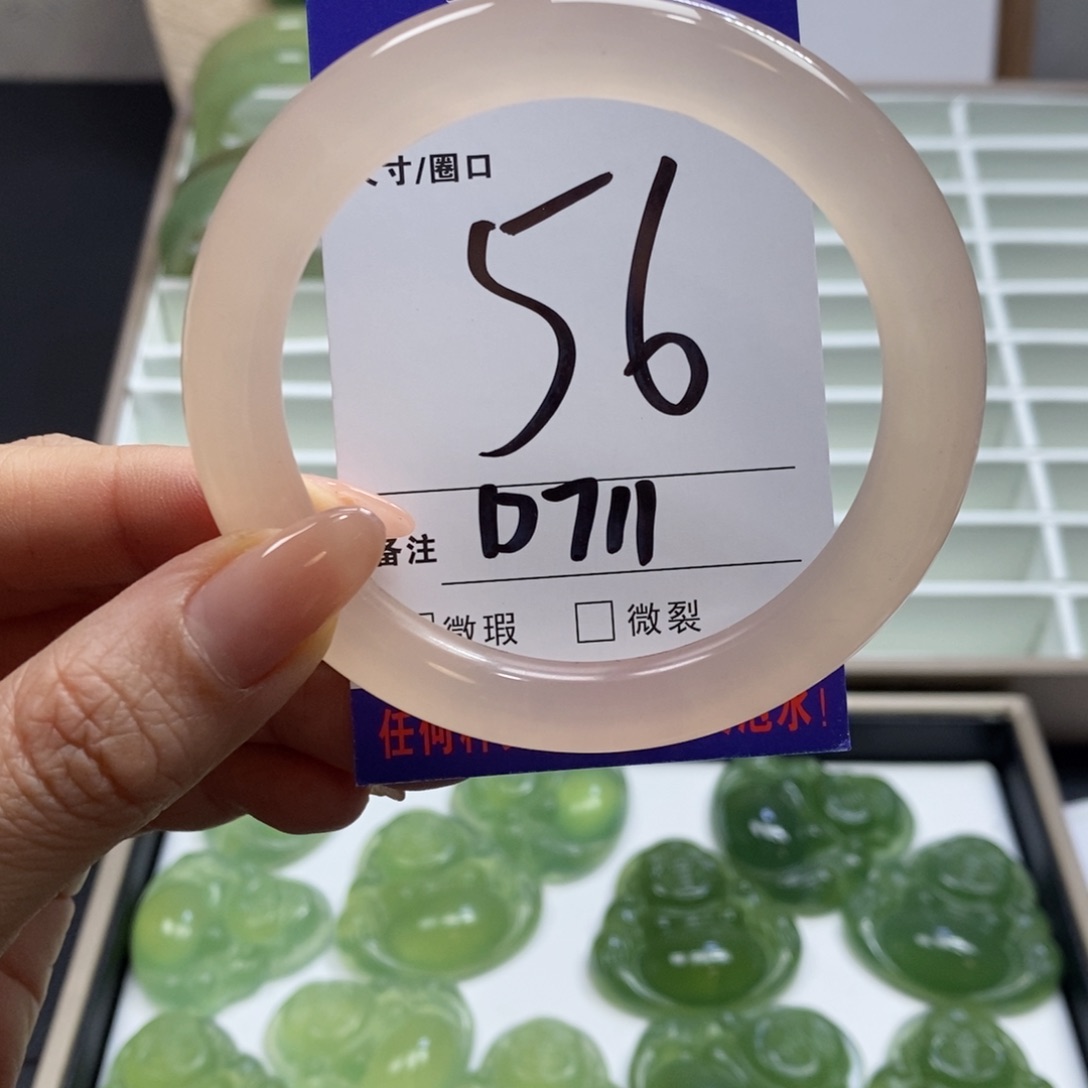 寸/圈口
56
备注 D711
微瑕 □ 微裂
任何
水!